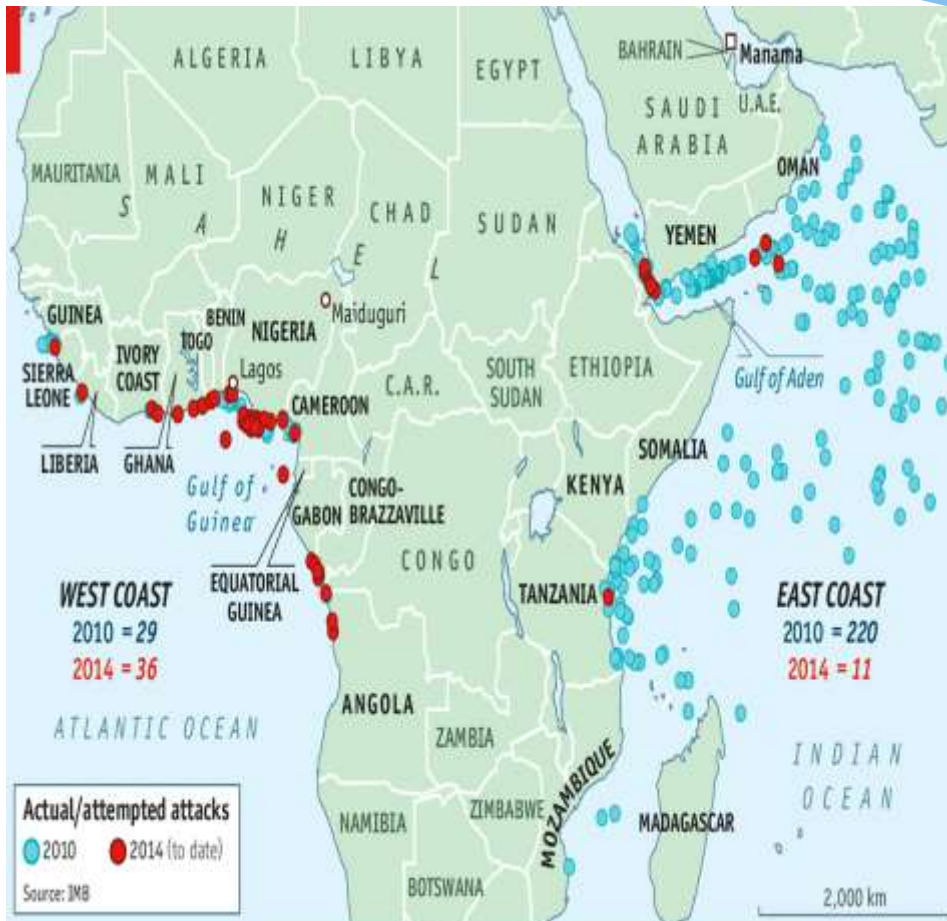 ALGERIA
LIBYA
EGYPT
BAHRAIN
Manama
SAUDI
ARABIA
U.A.E.
OMAN
MAURITANIA
MALI
NIGER
CHAD
SUDAN
YEMEN
SAHEL
Maiduguri
GUINEA
SIERRA
LEONE
IVORY
COAST
TOGO
BENIN
NIGERIA
Lagos
C.A.R.
SOUTH
SUDAN
ETHIOPIA
Gulf of Aden
CAMEROON
LIBERIA
GHANA
SOMALIA
Gulf of
Guinea
GABON
CONGO-
BRAZZAVILLE
KENYA
CONGO
EQUATORIAL
GUINEA
TANZANIA
WEST COAST
2010 = 29
2014 = 36
EAST COAST
2010 = 220
2014 = 11
ATLANTIC OCEAN
ANGOLA
ZAMBIA
INDIAN
OCEAN
MOZAMBIQUE
ZIMBABWE
NAMIBIA
MADAGASCAR
BOTSWANA
Actual/attempted attacks
2010
2014 (to date)
Source: IMB
2,000 km